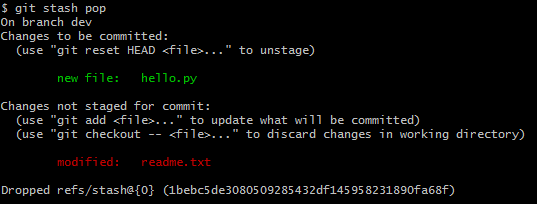 $ git stash pop
On branch dev
Changes to be committed:
  (use "git reset HEAD <file>..." to unstage)
        new file:   hello.py
Changes not staged for commit:
  (use "git add <file>..." to update what will be committed)
  (use "git checkout -- <file>..." to discard changes in working directory)
        modified:   readme.txt
Dropped refs/stash@{0} (1bebc5de3080509285432df145958231890fa68f)